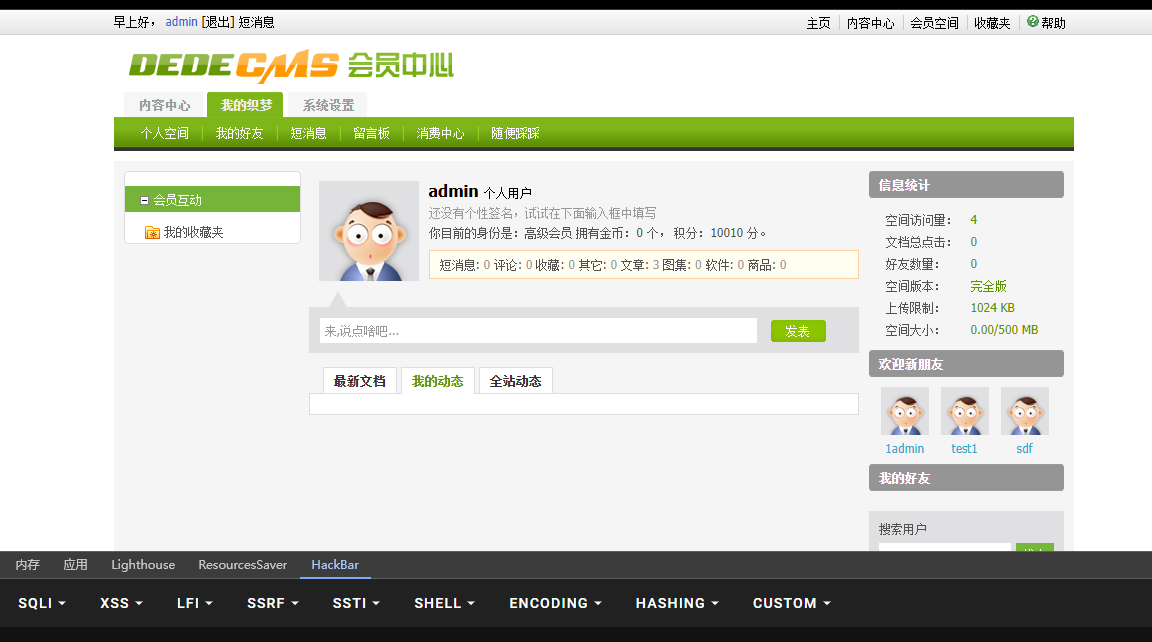 早上好， admin [退出] 短消息
主页 内容中心 会员空间 收藏夹 帮助
DEDECMS 会员中心
内容中心 我的织梦 系统设置
个人空间 我的好友 短消息 留言板 消费中心 随便踩踩
会员互动
我的收藏夹
admin 个人用户
还没有个性签名，试试在下面输入框中填写
你目前的身份是：高级会员 拥有金币：0 个， 积分：10010 分。
短消息: 0 评论: 0 收藏: 0 其它: 0 文章: 3 图集: 0 软件: 0 商品: 0
来,说点啥吧...
发表
最新文档 我的动态 全站动态
信息统计
空间访问量： 4
文档总点击： 0
好友数量： 0
空间版本： 完全版
上传限制： 1024 KB
空间大小： 0.00/500 MB
欢迎新朋友
1admin test1 sdf
我的好友
搜索用户
内存 应用 Lighthouse ResourcesSaver HackBar
SQLI XSS LFI SSRF SSTI SHELL ENCODING HASHING CUSTOM